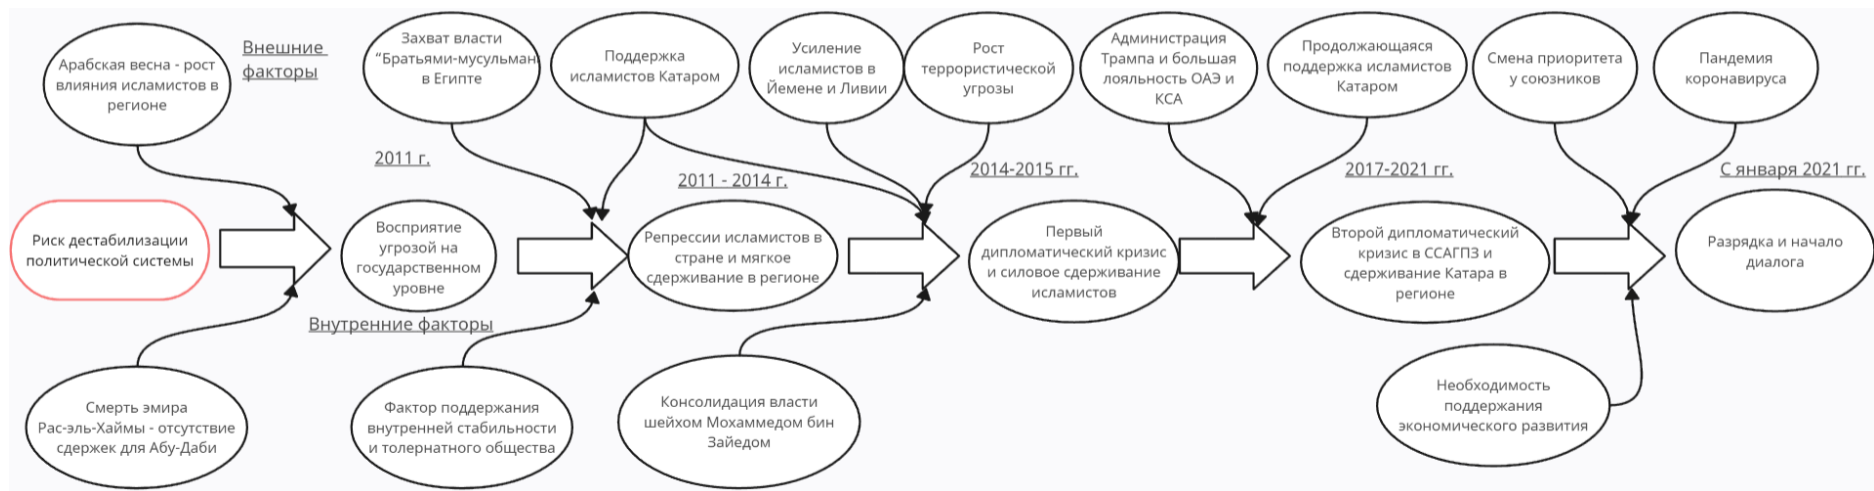 Арабская весна - рост
влияния исламистов в
регионе
Внешние
факторы
Захват власти
“Братьями-мусульман
в Египте
Поддержка
исламистов Катаром
Усиление
исламистов в
Йемене и Ливии
Рост
террористической
угрозы
Администрация
Трампа и большая
лояльность ОАЭ и
КСА
Продолжающаяся
поддержка исламистов
Катаром
Смена приоритета
у союзников
Пандемия
коронавируса
2011 г.
2011 - 2014 г.
2014-2015 гг.
2017-2021 гг.
С января 2021 гг.
Риск дестабилизации
политической системы
Восприятие
угрозой на
государственном
уровне
Репрессии исламистов в
стране и мягкое
сдерживание в регионе
Первый
дипломатический кризис
и силовое сдерживание
исламистов
Второй дипломатический
кризис в ССАГПЗ и
сдерживание Катара в
регионе
Разрядка и начало
диалога
Внутренние факторы
Смерть эмира
Рас-эль-Хаймы - отсутствие
сдержек для Абу-Даби
Фактор поддержания
внутренней стабильности
и толернатного общества
Консолидация власти
шейхом Мохаммедом бин
Зайедом
Необходимость
поддержания
экономического развития